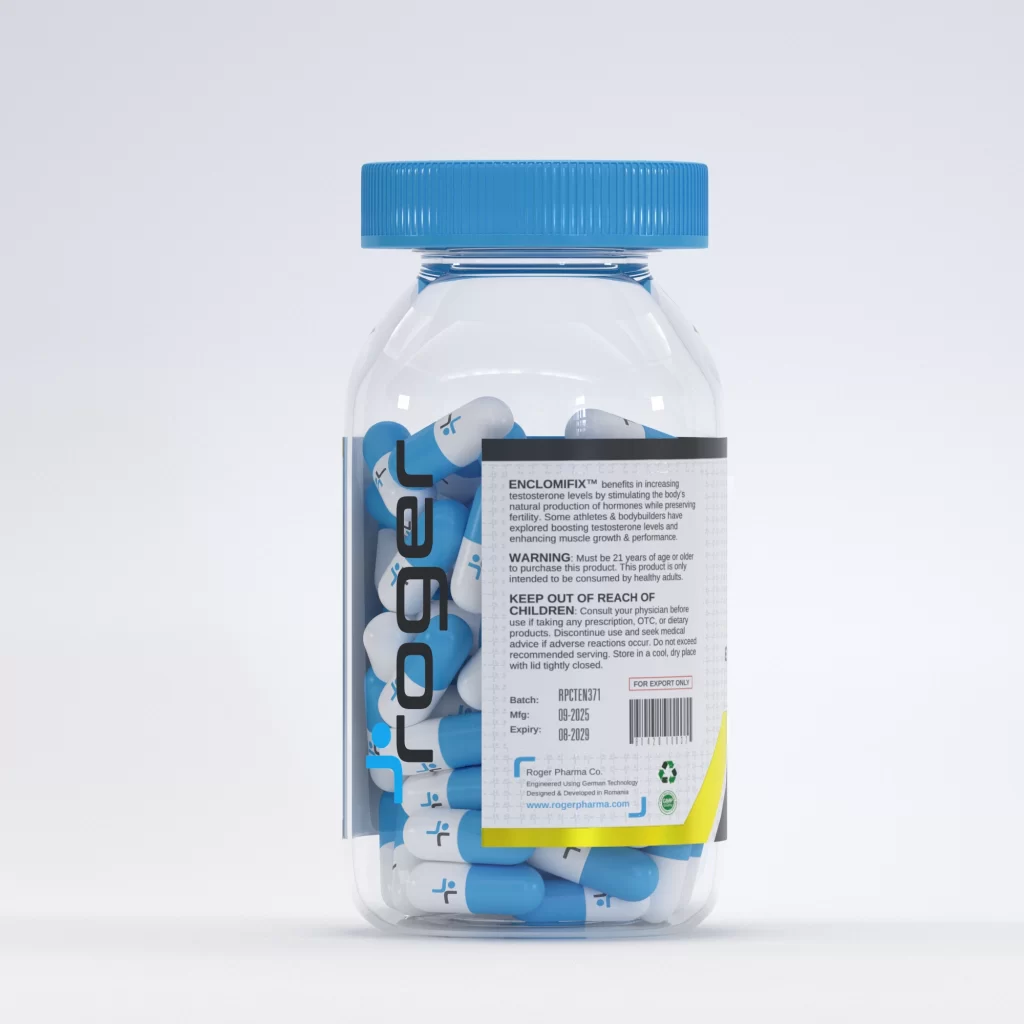 roger
ENCLOMIFIX™ benefits in increasing
testosterone levels by stimulating the body's
natural production of hormones while preserving
fertility. Some athletes & bodybuilders have
explored boosting testosterone levels and
enhancing muscle growth & performance.
WARNING: Must be 21 years of age or older
to purchase this product. This product is only
intended to be consumed by healthy adults.
KEEP OUT OF REACH OF
CHILDREN: Consult your physician before
use if taking any prescription, OTC, or dietary
products. Discontinue use and seek medical
advice if adverse reactions occur. Do not exceed
recommended serving. Store in a cool, dry place
with lid tightly closed.
FOR EXPORT ONLY
Batch: RPCTEN371
Mfg: 09-2025
Expiry: 08-2029
Roger Pharma Co.
Engineered Using German Technology
Designed & Developed in Romania
www.rogerpharma.com